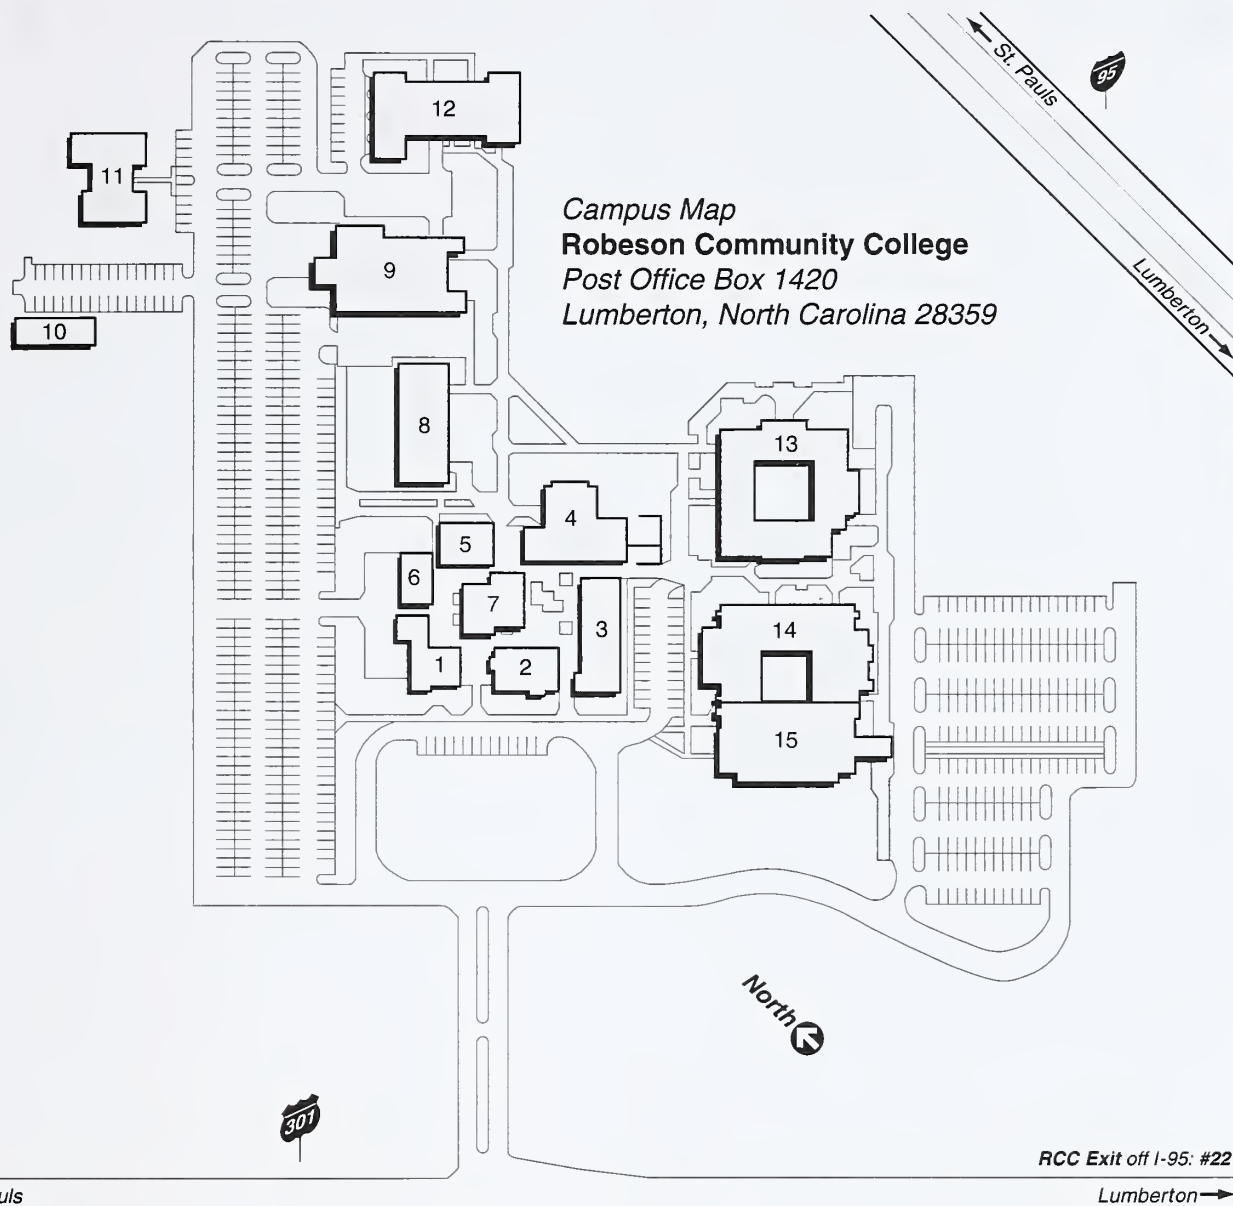 St. Pauls
95
12
11
Campus Map
Robeson Community College
Post Office Box 1420
Lumberton, North Carolina 28359
Lumberton
9
10
8
13
4
5
6
7
3
14
1
2
15
North
301
RCC Exit off I-95: #22
uls
Lumberton